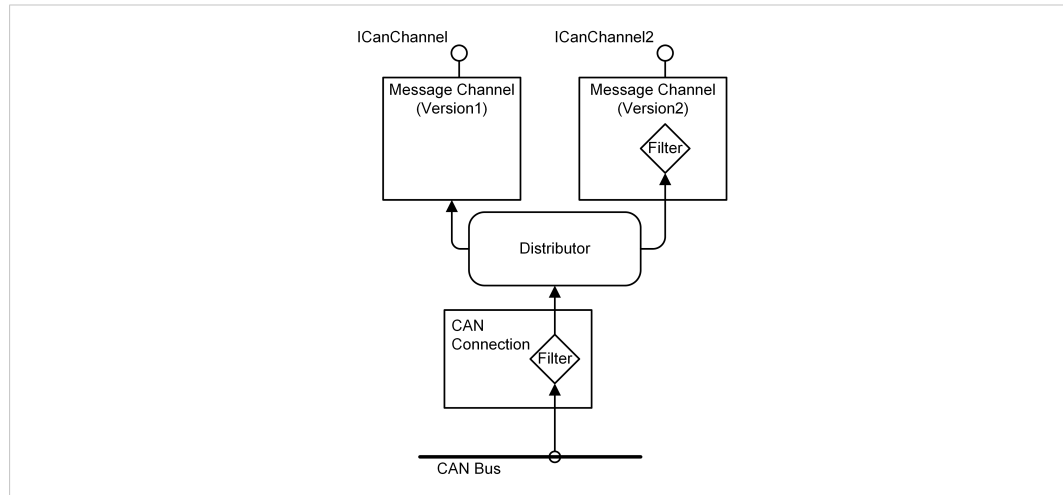 ICanChannel
ICanChannel2
Message Channel
(Version1)
Message Channel
(Version2)
Filter
Distributor
CAN
Connection
Filter
CAN Bus